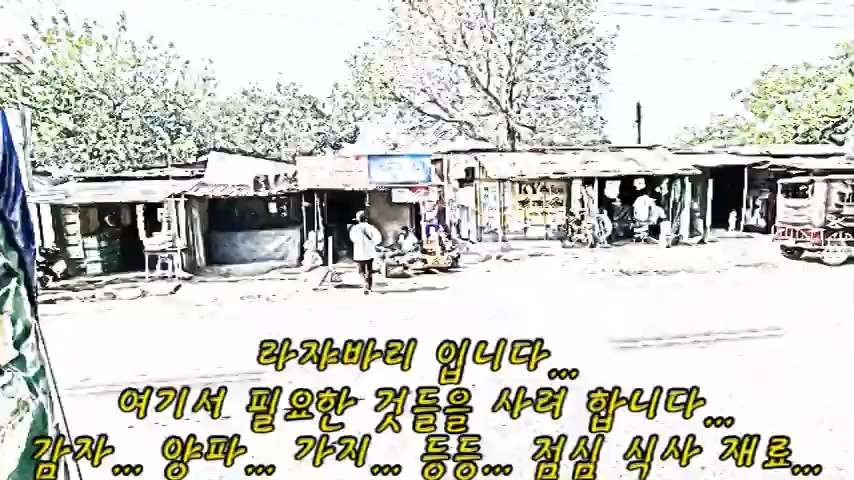 라쟈바리 입니다...
여기서 필요한 것들을 사려 합니다...
감자... 양파... 가지... 등등... 점심 식사 재료...